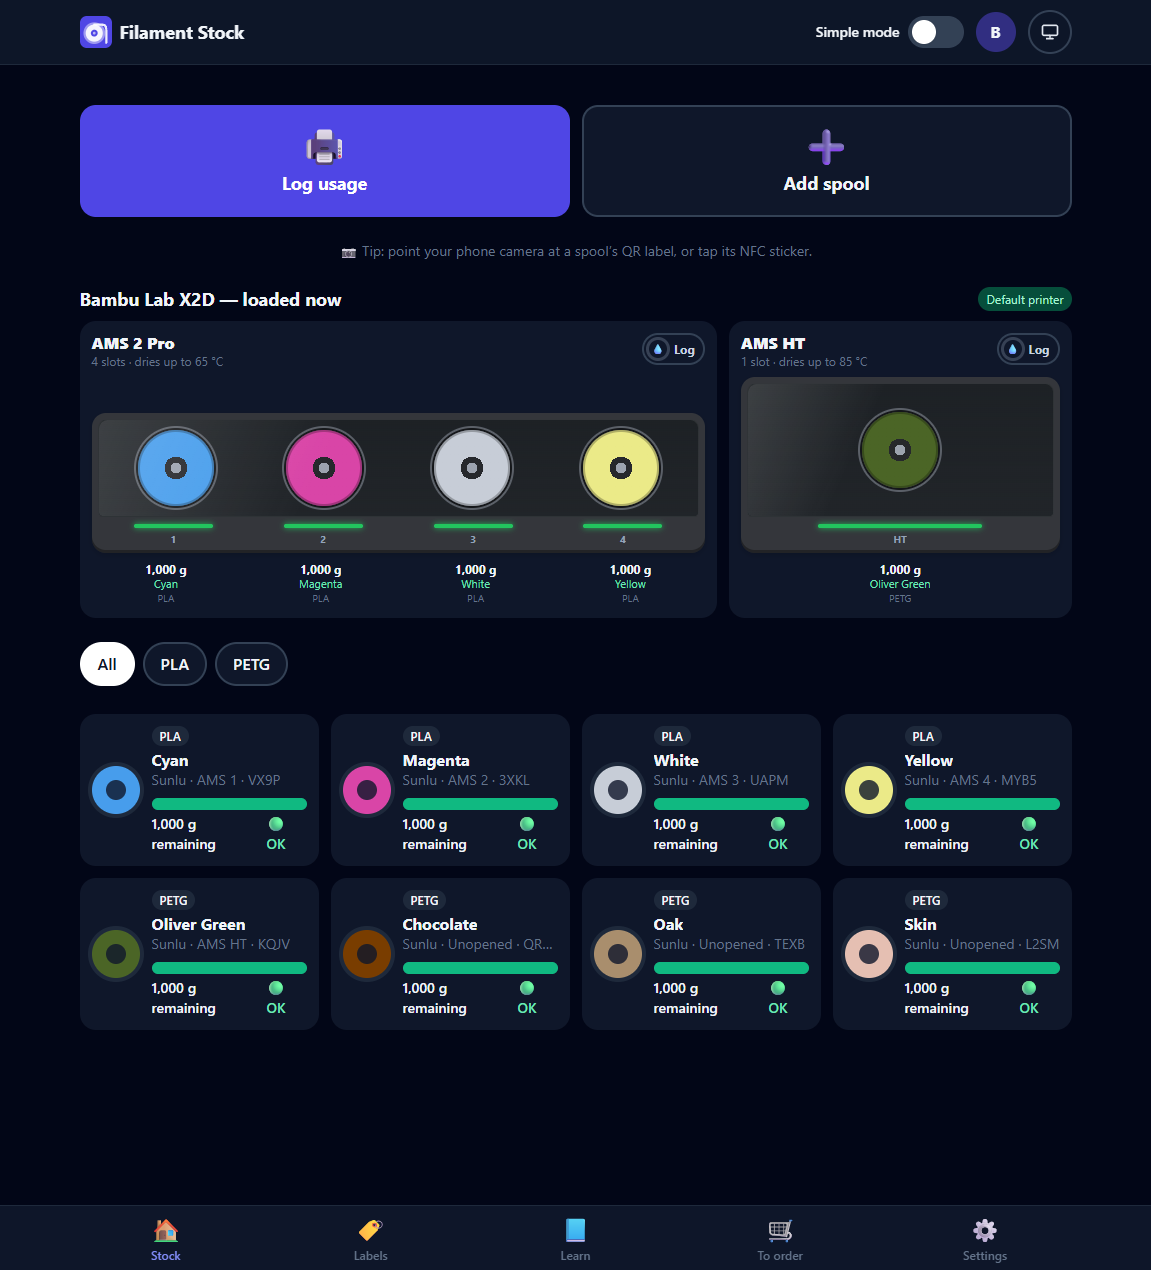 Filament Stock
Simple mode
B
Log usage
Add spool
Tip: point your phone camera at a spool's QR label, or tap its NFC sticker.
Bambu Lab X2D — loaded now
Default printer
AMS 2 Pro
4 slots · dries up to 65 °C
Log
AMS HT
1 slot · dries up to 85 °C
Log
1 2 3 4
HT
1,000 g 1,000 g 1,000 g 1,000 g
Cyan Magenta White Yellow
PLA PLA PLA PLA
1,000 g
Oliver Green
PETG
All PLA PETG
PLA
Cyan
Sunlu · AMS 1 · VX9P
1,000 g
remaining
OK
PLA
Magenta
Sunlu · AMS 2 · 3XKL
1,000 g
remaining
OK
PLA
White
Sunlu · AMS 3 · UAPM
1,000 g
remaining
OK
PLA
Yellow
Sunlu · AMS 4 · MYB5
1,000 g
remaining
OK
PETG
Oliver Green
Sunlu · AMS HT · KQJV
1,000 g
remaining
OK
PETG
Chocolate
Sunlu · Unopened · QR...
1,000 g
remaining
OK
PETG
Oak
Sunlu · Unopened · TEXB
1,000 g
remaining
OK
PETG
Skin
Sunlu · Unopened · L2SM
1,000 g
remaining
OK
Stock Labels Learn To order Settings